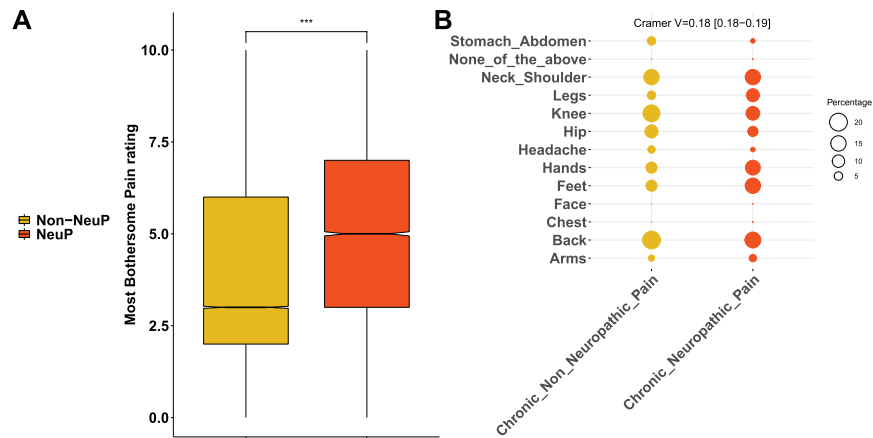 A
***
10.0
7.5
5.0
2.5
0.0
Most Bothersome Pain rating
Non-NeuP
NeuP
B
Cramer V=0.18 [0.18-0.19]
Stomach_Abdomen
None_of_the_above
Neck_Shoulder
Legs
Knee
Hip
Headache
Hands
Feet
Face
Chest
Back
Arms
Chronic_Non_Neuropathic_Pain
Chronic_Neuropathic_Pain
Percentage
20
15
10
5